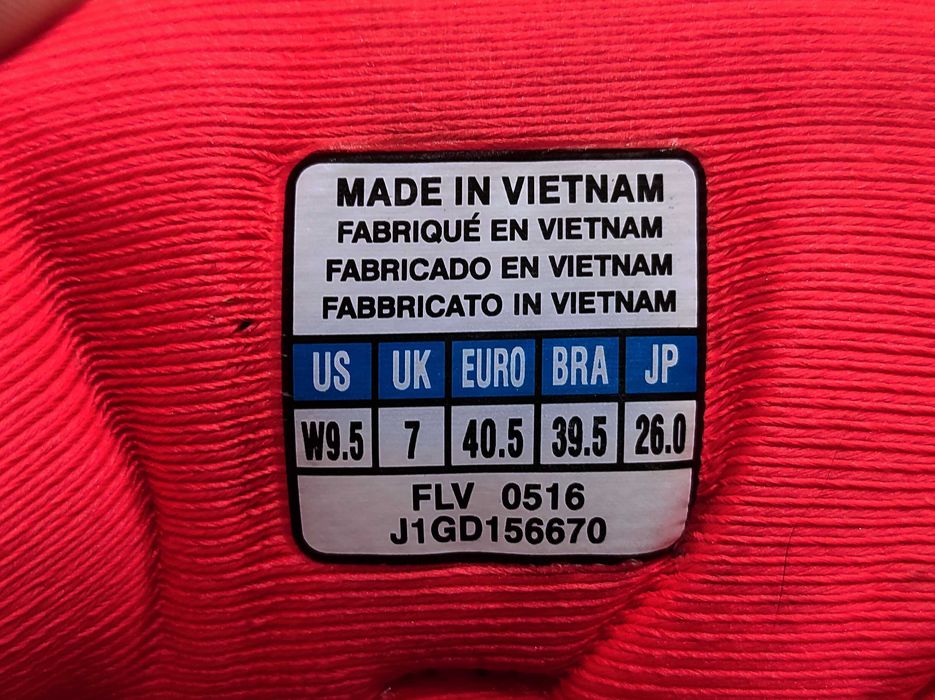 MADE IN VIETNAM
FABRIQUÉ EN VIETNAM
FABRICADO EN VIETNAM
FABBRICATO IN VIETNAM
US UK EURO BRA JP
W9.5 7 40.5 39.5 26.0
FLV 0516
J1GD156670